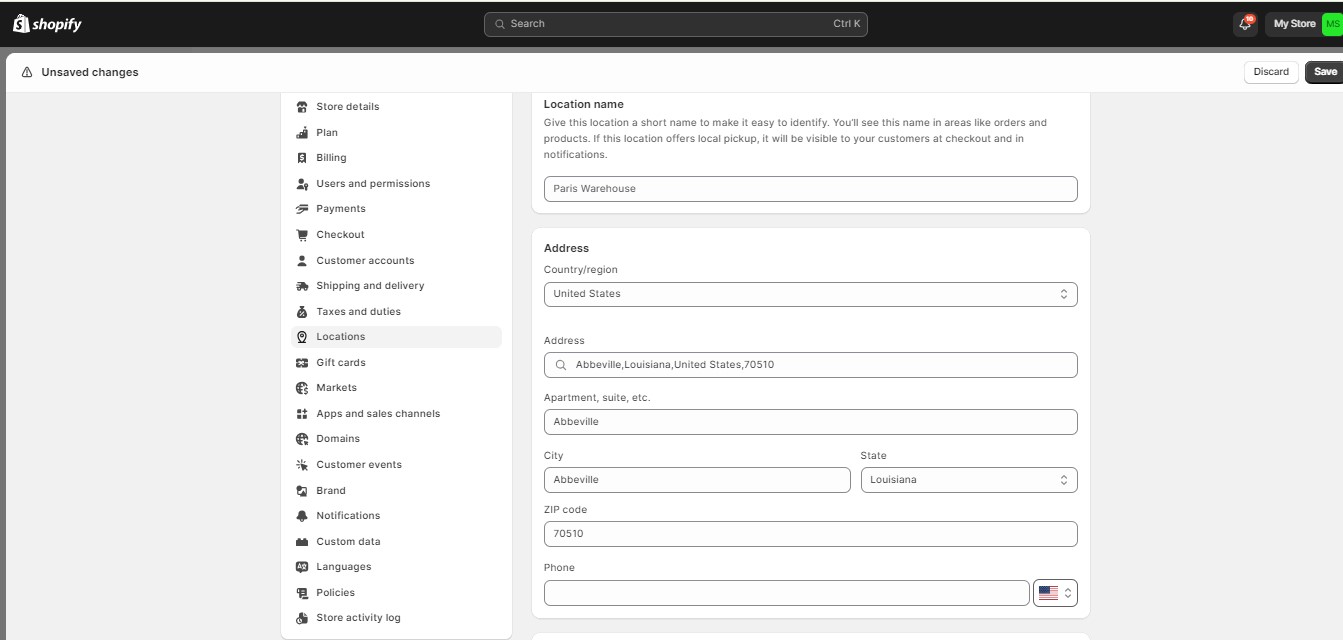 shopify
Search Ctrl K
My Store MS
Unsaved changes
Discard Save
Store details
Plan
Billing
Users and permissions
Payments
Checkout
Customer accounts
Shipping and delivery
Taxes and duties
Locations
Gift cards
Markets
Apps and sales channels
Domains
Customer events
Brand
Notifications
Custom data
Languages
Policies
Store activity log
Location name
Give this location a short name to make it easy to identify. You'll see this name in areas like orders and
products. If this location offers local pickup, it will be visible to your customers at checkout and in
notifications.
Paris Warehouse
Address
Country/region
United States
Address
Abbeville,Louisiana,United States,70510
Apartment, suite, etc.
Abbeville
City
Abbeville
State
Louisiana
ZIP code
70510
Phone